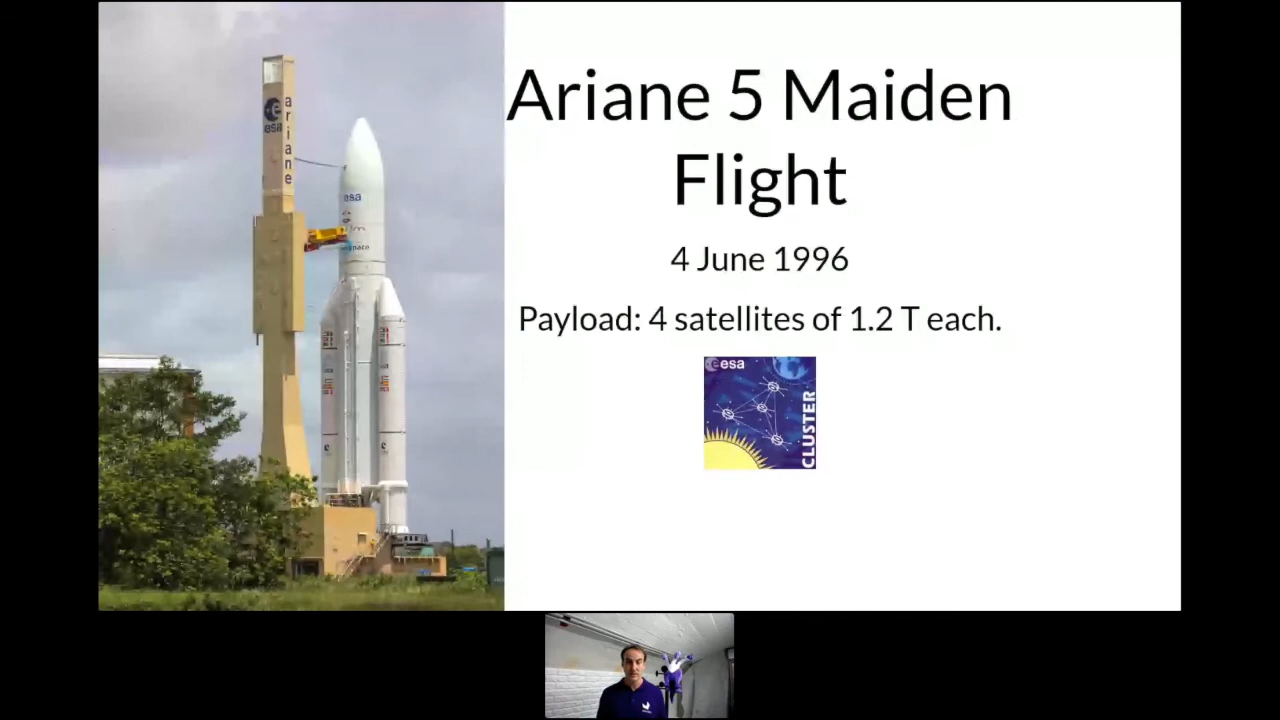 Ariane 5 Maiden
Flight
4 June 1996
Payload: 4 satellites of 1.2 T each.
esa
CLUSTER
esa
ariane
esa